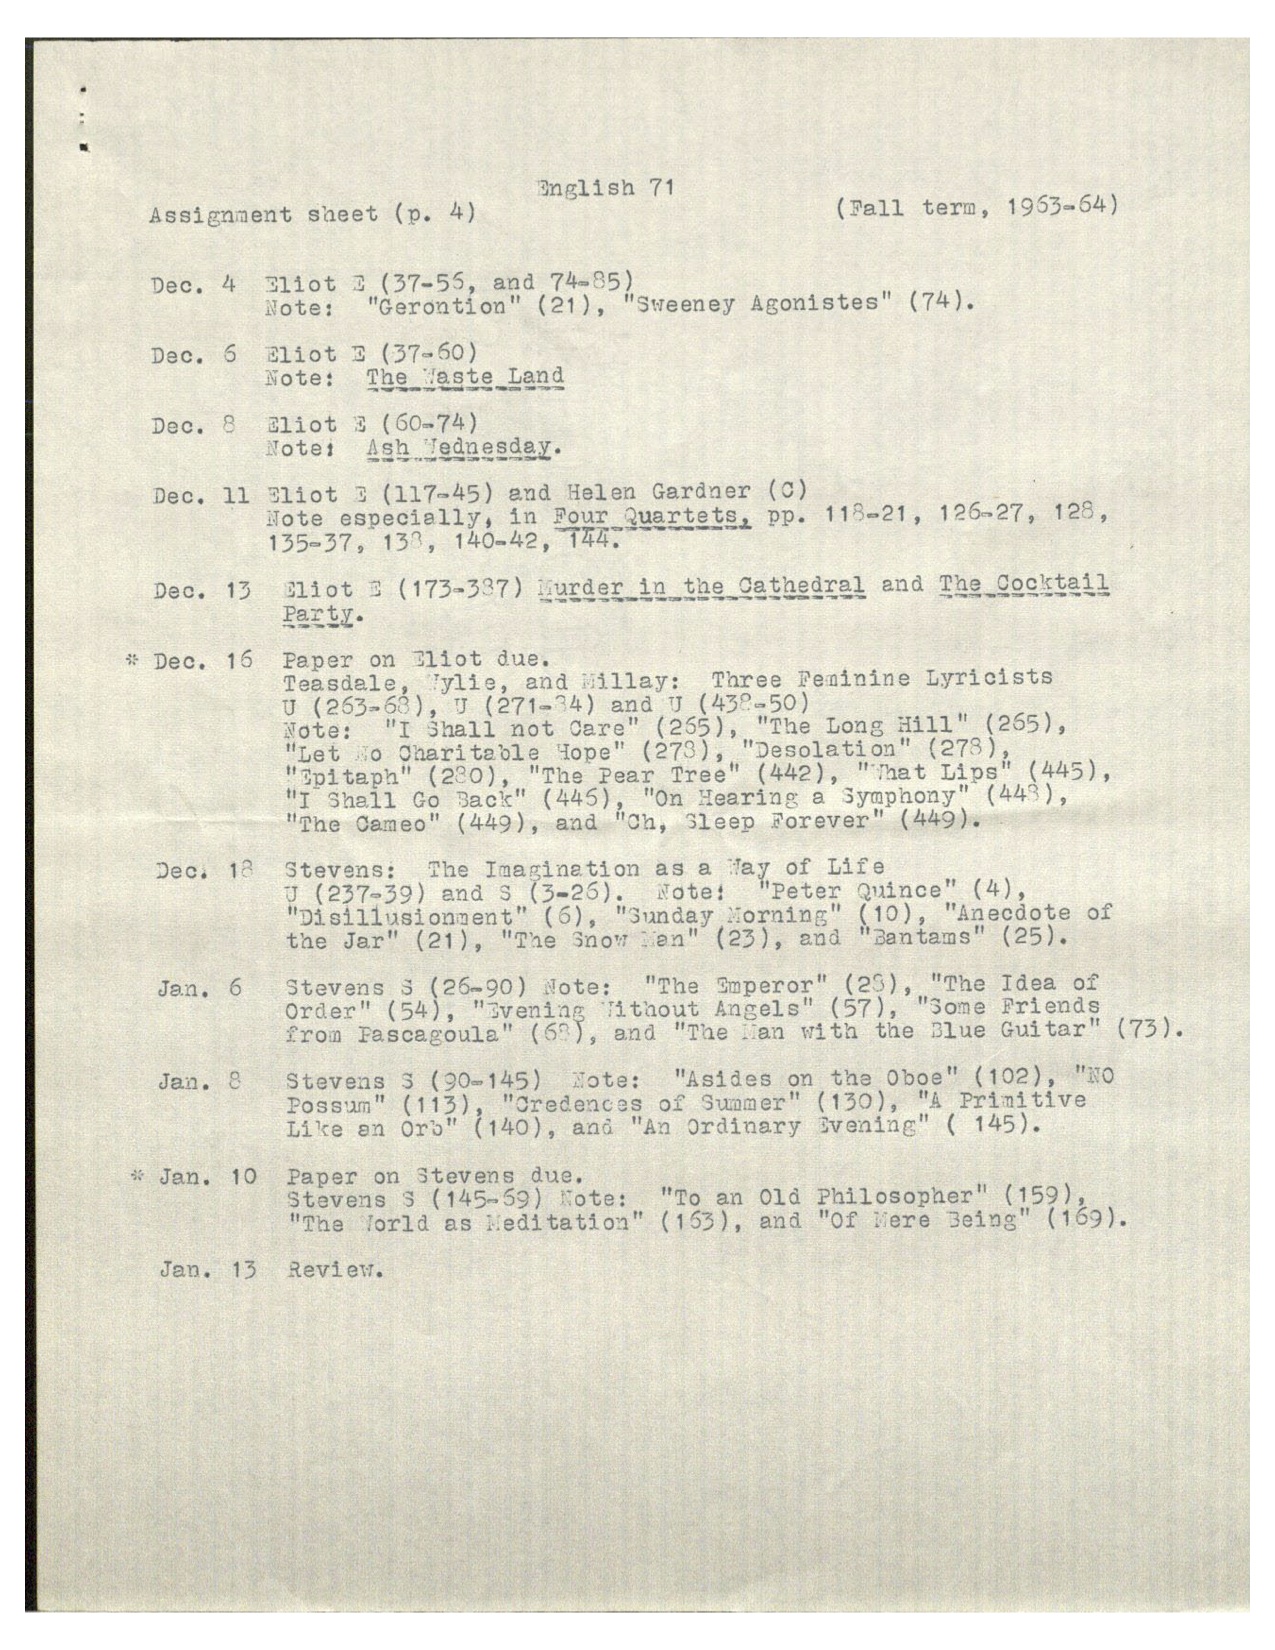 English 71
Assignment sheet (p. 4)
(Fall term, 1963-64)
Dec. 4 Eliot E (37-56, and 74-85)
Note: "Gerontion" (21), "Sweeney Agonistes" (74).
Dec. 6 Eliot E (37-60)
Note: The Waste Land
Dec. 8 Eliot E (60-74)
Note: Ash Wednesday.
Dec. 11 Eliot E (117-45) and Helen Gardner (C)
Note especially, in Four Quartets, pp. 118-21, 126-27, 128,
135-37, 138, 140-42, 144.
Dec. 13 Eliot E (173-387) Murder in the Cathedral and The Cocktail
Party.
* Dec. 16 Paper on Eliot due.
Teasdale, Wylie, and Millay: Three Feminine Lyricists
U (263-68), U (271-84) and U (438-50)
Note: "I Shall not Care" (265), "The Long Hill" (265),
"Let No Charitable Hope" (278), "Desolation" (278),
"Epitaph" (280), "The Pear Tree" (442), "What Lips" (445),
"I Shall Go Back" (446), "On Hearing a Symphony" (448),
"The Cameo" (449), and "Oh, Sleep Forever" (449).
Dec. 18 Stevens: The Imagination as a Way of Life
U (237-39) and S (3-26). Note: "Peter Quince" (4),
"Disillusionment" (6), "Sunday Morning" (10), "Anecdote of
the Jar" (21), "The Snow Man" (23), and "Bantams" (25).
Jan. 6 Stevens S (26-90) Note: "The Emperor" (28), "The Idea of
Order" (54), "Evening Without Angels" (57), "Some Friends
from Pascagoula" (68), and "The Man with the Blue Guitar" (73).
Jan. 8 Stevens S (90-145) Note: "Asides on the Oboe" (102), "NO
Possum" (113), "Credences of Summer" (130), "A Primitive
Like an Orb" (140), and "An Ordinary Evening" ( 145).
* Jan. 10 Paper on Stevens due.
Stevens S (145-69) Note: "To an Old Philosopher" (159),
"The World as Meditation" (163), and "Of Mere Being" (169).
Jan. 13 Review.